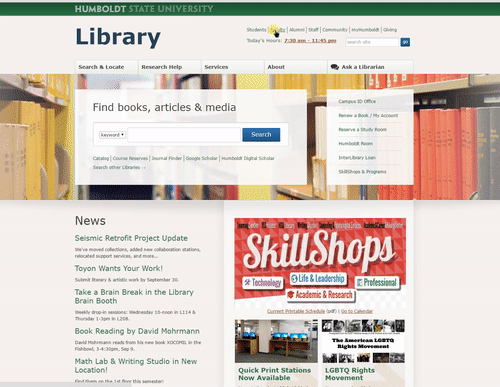 HUMBOLDT STATE UNIVERSITY
Library
Students | Faculty | Alumni | Staff | Community | myHumboldt | Giving
Today's Hours: 7:30 am - 11:45 pm
search site
go
Search & Locate
Research Help
Services
About
Ask a Librarian
Find books, articles & media
keyword
Search
Catalog | Course Reserves | Journal Finder | Google Scholar | Humboldt Digital Scholar
Search other Libraries →
Campus ID Office
Renew a Book / My Account
Reserve a Study Room
Humboldt Room
InterLibrary Loan
SkillShops & Programs
News
Seismic Retrofit Project Update
We've moved collections, added new collaboration stations, relocated support services, and more...
Toyon Wants Your Work!
Submit literary & artistic work by September 30.
Take a Brain Break in the Library
Brain Booth
Weekly drop-in sessions: Wednesday 10-noon in L114 &
Thursday 1-3pm in L208.
Book Reading by David Mohrmann
David Mohrmann reads from his new book XOCOMIL in the
Fishbowl, 3-4:30pm, Sep 9.
Math Lab & Writing Studio in New
Location!
Find them on the 1st floor this semester!
SkillShops
Technology
Life & Leadership
Professional
Academic & Research
Current Printable Schedule (pdf) | Go to Calendar
Quick Print Stations
Now Available
The American LGBTQ
Rights Movement
LGBTQ Rights
Movement